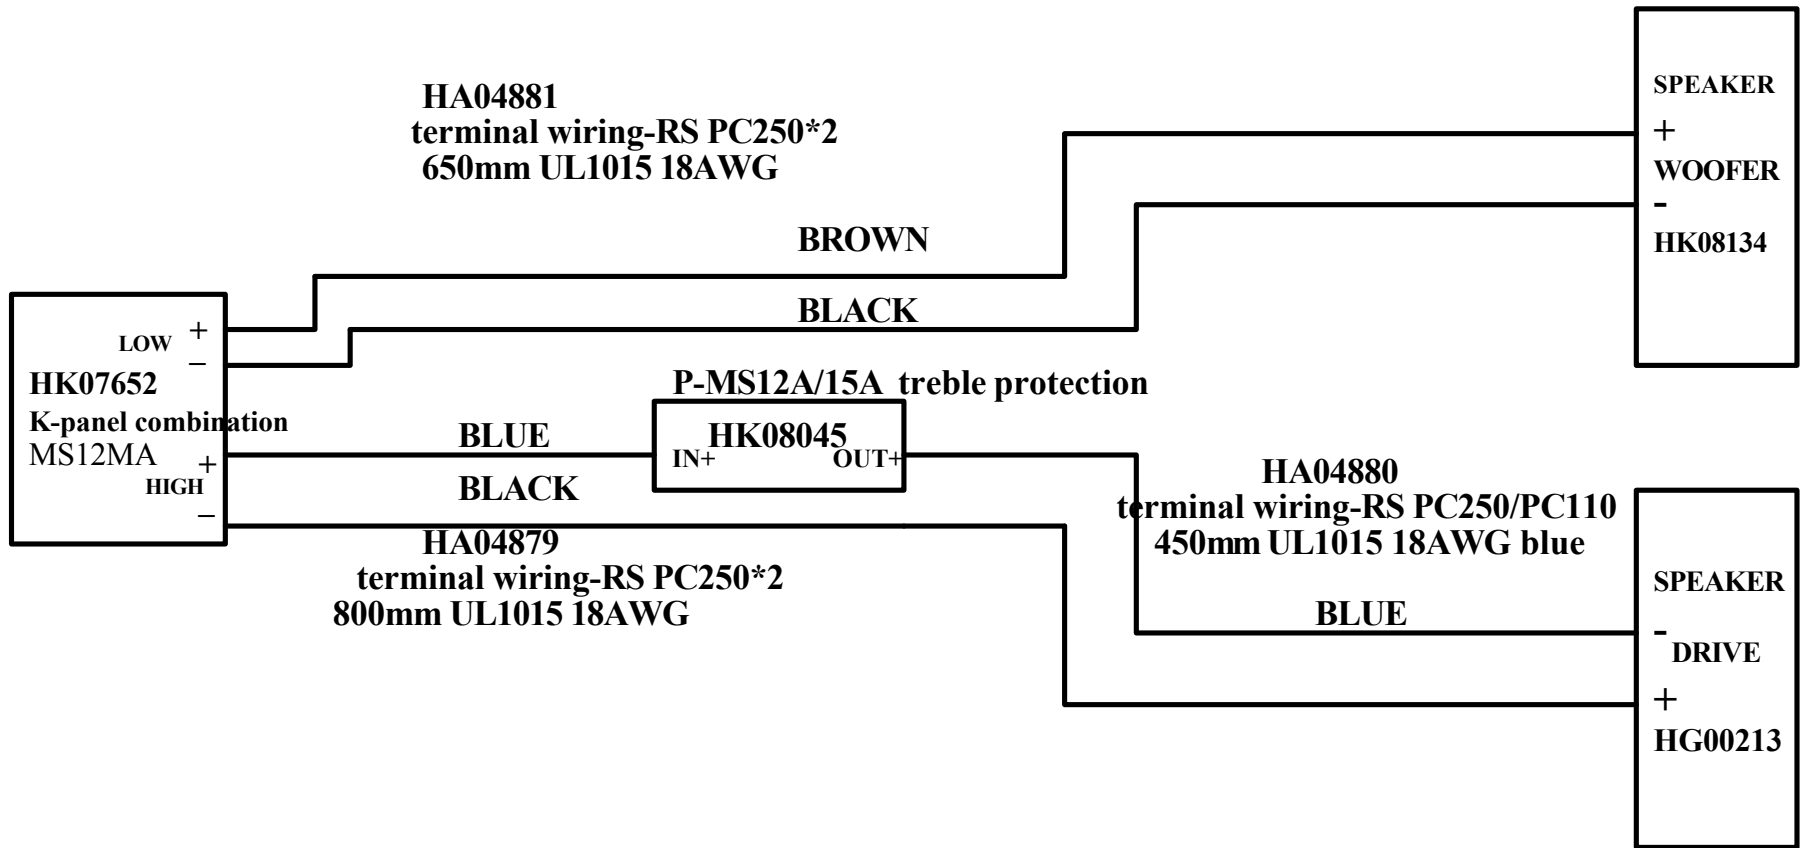 HA04881
terminal wiring-RS PC250*2
650mm UL1015 18AWG
BROWN
BLACK
SPEAKER
+
WOOFER
-
HK08134
LOW +
−
HK07652
K-panel combination
MS12MA
+
HIGH
−
P-MS12A/15A treble protection
HK08045
IN+ OUT+
BLUE
BLACK
HA04879
terminal wiring-RS PC250*2
800mm UL1015 18AWG
HA04880
terminal wiring-RS PC250/PC110
450mm UL1015 18AWG blue
BLUE
SPEAKER
-
DRIVE
+
HG00213